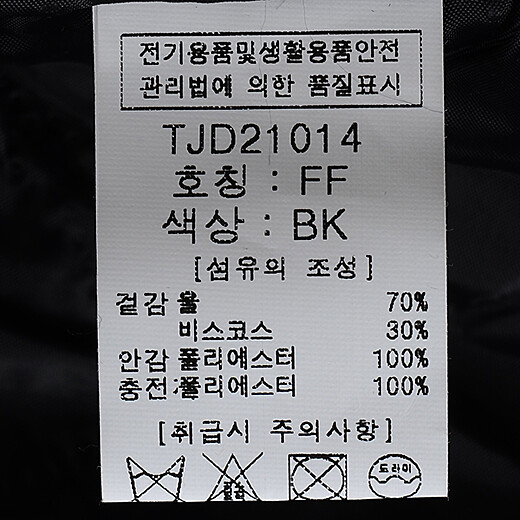 전기용품및생활용품안전
관리법에 의한 품질표시
TJD21014
호칭 : FF
색상 : BK
[섬유의 조성]
겉감 울 70%
비스코스 30%
안감 폴리에스터 100%
충전재폴리에스터 100%
[취급시 주의사항]
드라이